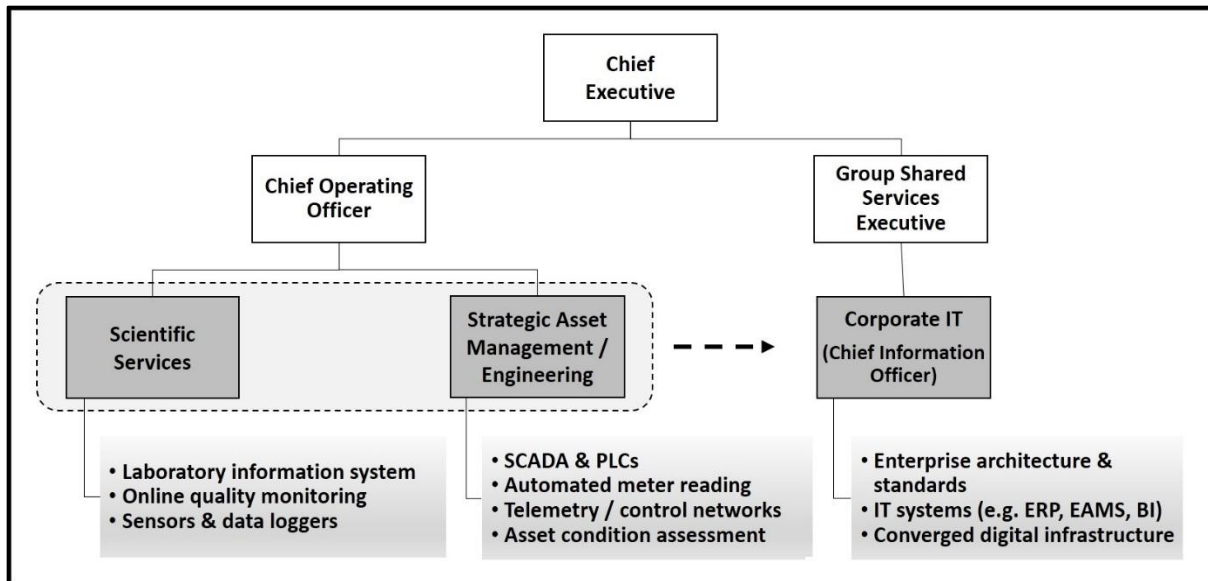 Chief
Executive
Chief Operating
Officer
Group Shared
Services
Executive
Scientific
Services
Strategic Asset
Management /
Engineering
Corporate IT
(Chief Information
Officer)
• Laboratory information system
• Online quality monitoring
• Sensors & data loggers
• SCADA & PLCs
• Automated meter reading
• Telemetry / control networks
• Asset condition assessment
• Enterprise architecture &
standards
• IT systems (e.g. ERP, EAMS, BI)
• Converged digital infrastructure